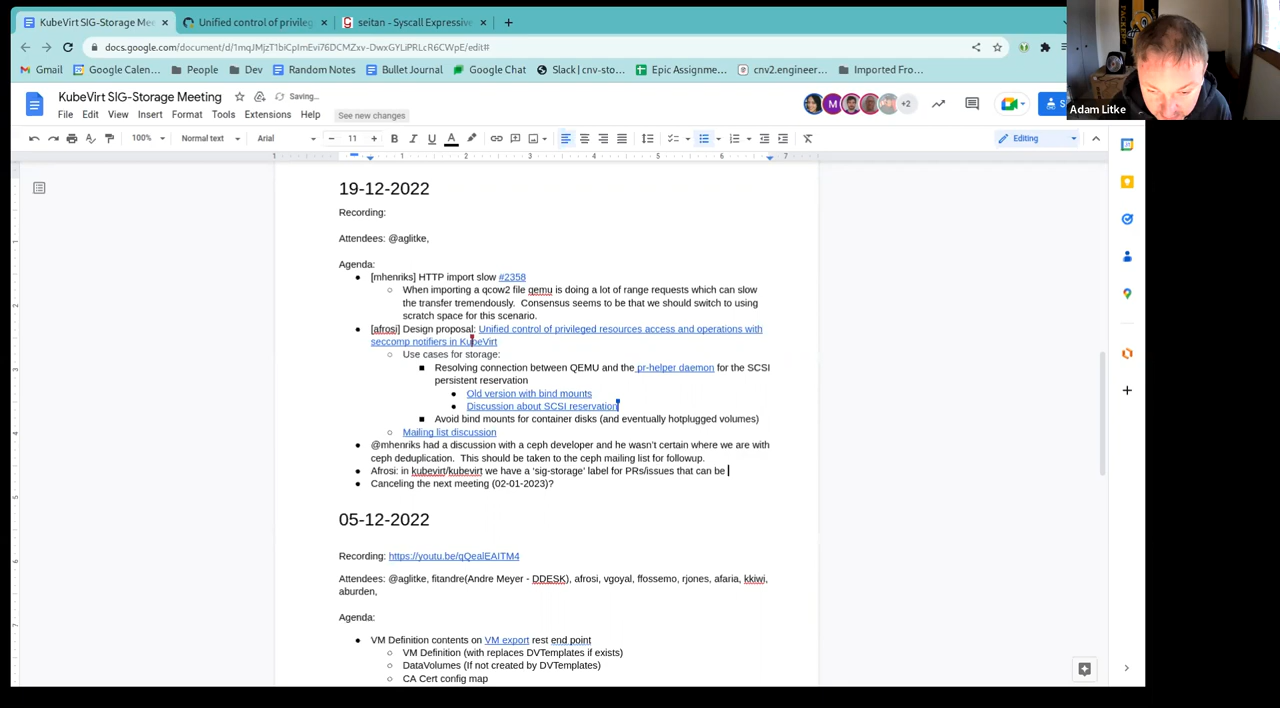 KubeVirt SIG-Storage Mee
Unified control of privileg
seitan - Syscall Expressive
docs.google.com/document/d/1mqJMjzT1biCpImEvi76DCMZxv-DwxGYLiPRLcR6CWpE/edit#
Gmail
Google Calen...
People
Dev
Random Notes
Bullet Journal
Google Chat
Slack | cnv-sto...
Epic Assignme...
cnv2.engineer...
Imported Fro...
Adam Litke
KubeVirt SIG-Storage Meeting
Saving...
File Edit View Insert Format Tools Extensions Help
See new changes
M
+2
S
100%
Normal text
Arial
11
Editing
1 1 2 3 4 5 6 7
19-12-2022
Recording:
Attendees: @aglitke,
Agenda:
● [mhenriks] HTTP import slow #2358
○ When importing a qcow2 file qemu is doing a lot of range requests which can slow
the transfer tremendously. Consensus seems to be that we should switch to using
scratch space for this scenario.
● [afrosi] Design proposal: Unified control of privileged resources access and operations with
seccomp notifiers in KubeVirt
○ Use cases for storage:
■ Resolving connection between QEMU and the pr-helper daemon for the SCSI
persistent reservation
● Old version with bind mounts
● Discussion about SCSI reservation
■ Avoid bind mounts for container disks (and eventually hotplugged volumes)
○ Mailing list discussion
● @mhenriks had a discussion with a ceph developer and he wasn't certain where we are with
ceph deduplication. This should be taken to the ceph mailing list for followup.
● Afrosi: in kubevirt/kubevirt we have a 'sig-storage' label for PRs/issues that can be
● Canceling the next meeting (02-01-2023)?
05-12-2022
Recording: https://youtu.be/qQealEAITM4
Attendees: @aglitke, fitandre(Andre Meyer - DDESK), afrosi, vgoyal, ffossemo, rjones, afaria, kkiwi,
aburden,
Agenda:
● VM Definition contents on VM export rest end point
○ VM Definition (with replaces DVTemplates if exists)
○ DataVolumes (If not created by DVTemplates)
○ CA Cert config map